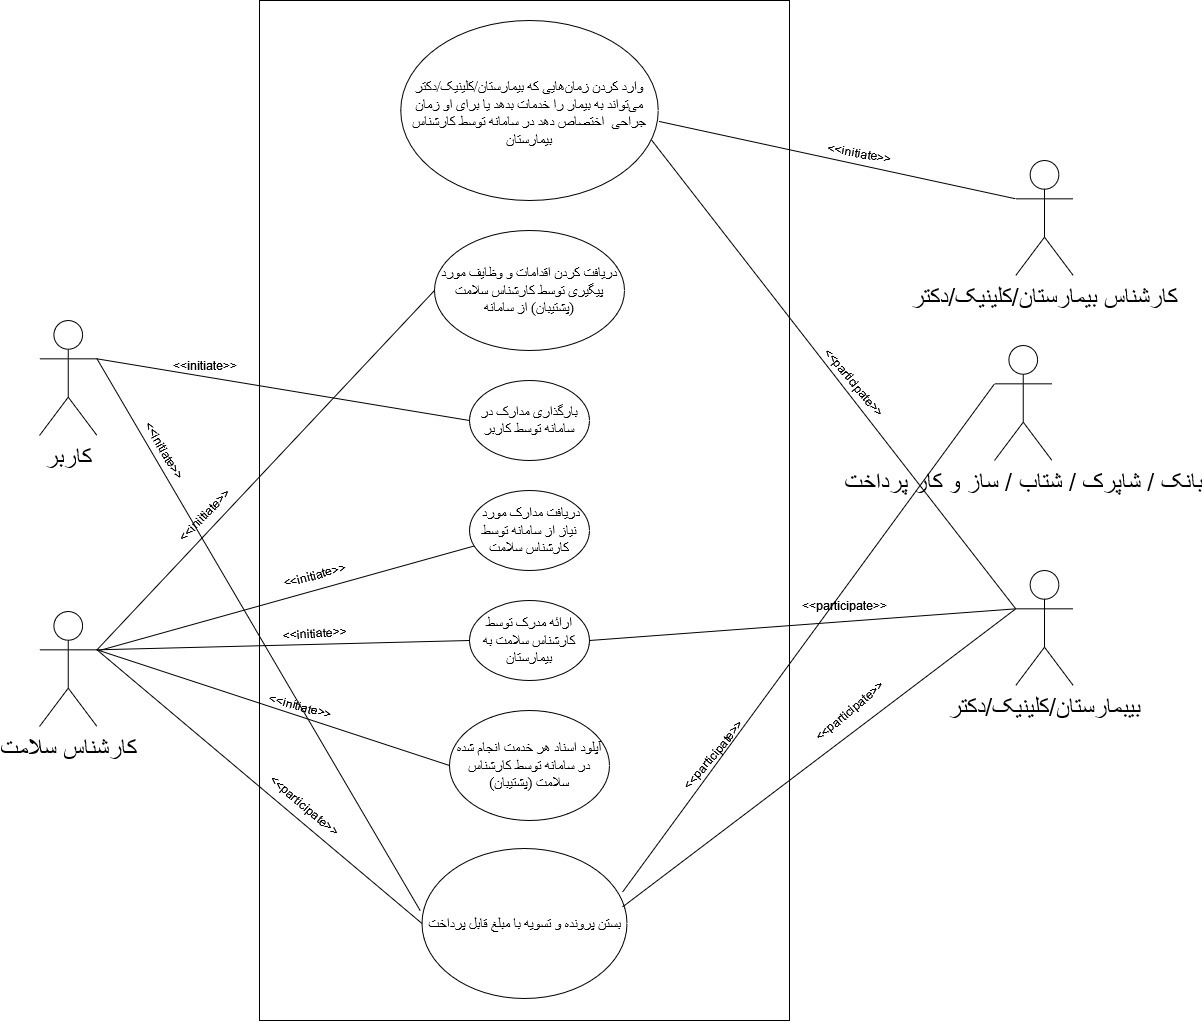 وارد کردن زمان‌هایی که بیمارستان/کلینیک/دکتر
می‌تواند به بیمار را خدمات بدهد یا برای او زمان
جراحی اختصاص دهد در سامانه توسط کارشناس
بیمارستان
<<initiate>>
کارشناس بیمارستان/کلینیک/دکتر
دریافت کردن اقدامات و وظایف مورد
پیگیری توسط کارشناس سلامت
(پشتیبان) از سامانه
<<initiate>>
<<participate>>
بارگذاری مدارک در
سامانه توسط کاربر
<<initiate>>
کاربر
بانک / شاپرک / شتاب / ساز و کار پرداخت
<<initiate>>
دریافت مدارک مورد
نیاز از سامانه توسط
کارشناس سلامت
<<initiate>>
<<initiate>>
<<participate>>
ارائه مدرک توسط
کارشناس سلامت به
بیمارستان
<<initiate>>
بیبمارستان/کلینیک/دکتر
<<initiate>>
<<participate>>
کارشناس سلامت
آپلود اسناد هر خدمت انجام شده
در سامانه توسط کارشناس
سلامت (پشتیبان)
<<participate>>
<<participate>>
بستن پرونده و تسویه با مبلغ قابل پرداخت